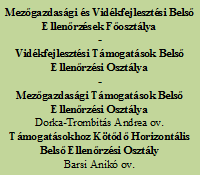 Mezőgazdasági és Vidékfejlesztési Belső
Ellenőrzések Főosztálya
-
Vidékfejlesztési Támogatások Belső
Ellenőrzési Osztálya
-
Mezőgazdasági Támogatások Belső
Ellenőrzési Osztálya
Dorka-Trombitás Andrea ov.
Támogatásokhoz Kötődő Horizontális
Belső Ellenőrzési Osztály
Barsi Anikó ov.